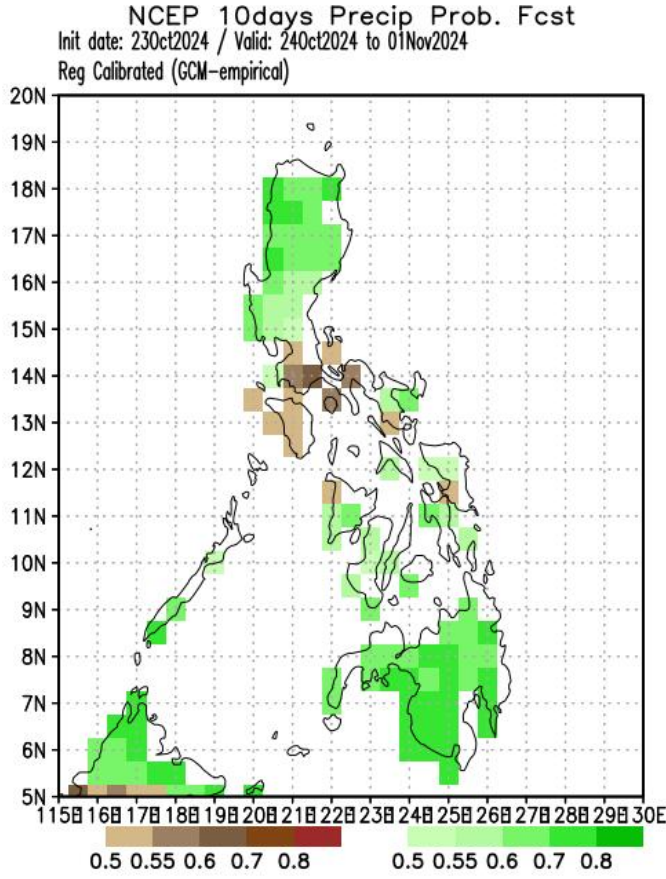 NCEP 10days Precip Prob. Fcst
Init date: 23Oct2024 / Valid: 24Oct2024 to 01Nov2024
Reg Calibrated (GCM-empirical)
20N
19N
18N
17N
16N
15N
14N
13N
12N
11N
10N
9N
8N
7N
6N
5N
115E 116E 117E 118E 119E 120E 121E 122E 123E 124E 125E 126E 127E 128E 129E 130E
0.5 0.55 0.6 0.7 0.8 0.5 0.55 0.6 0.7 0.8